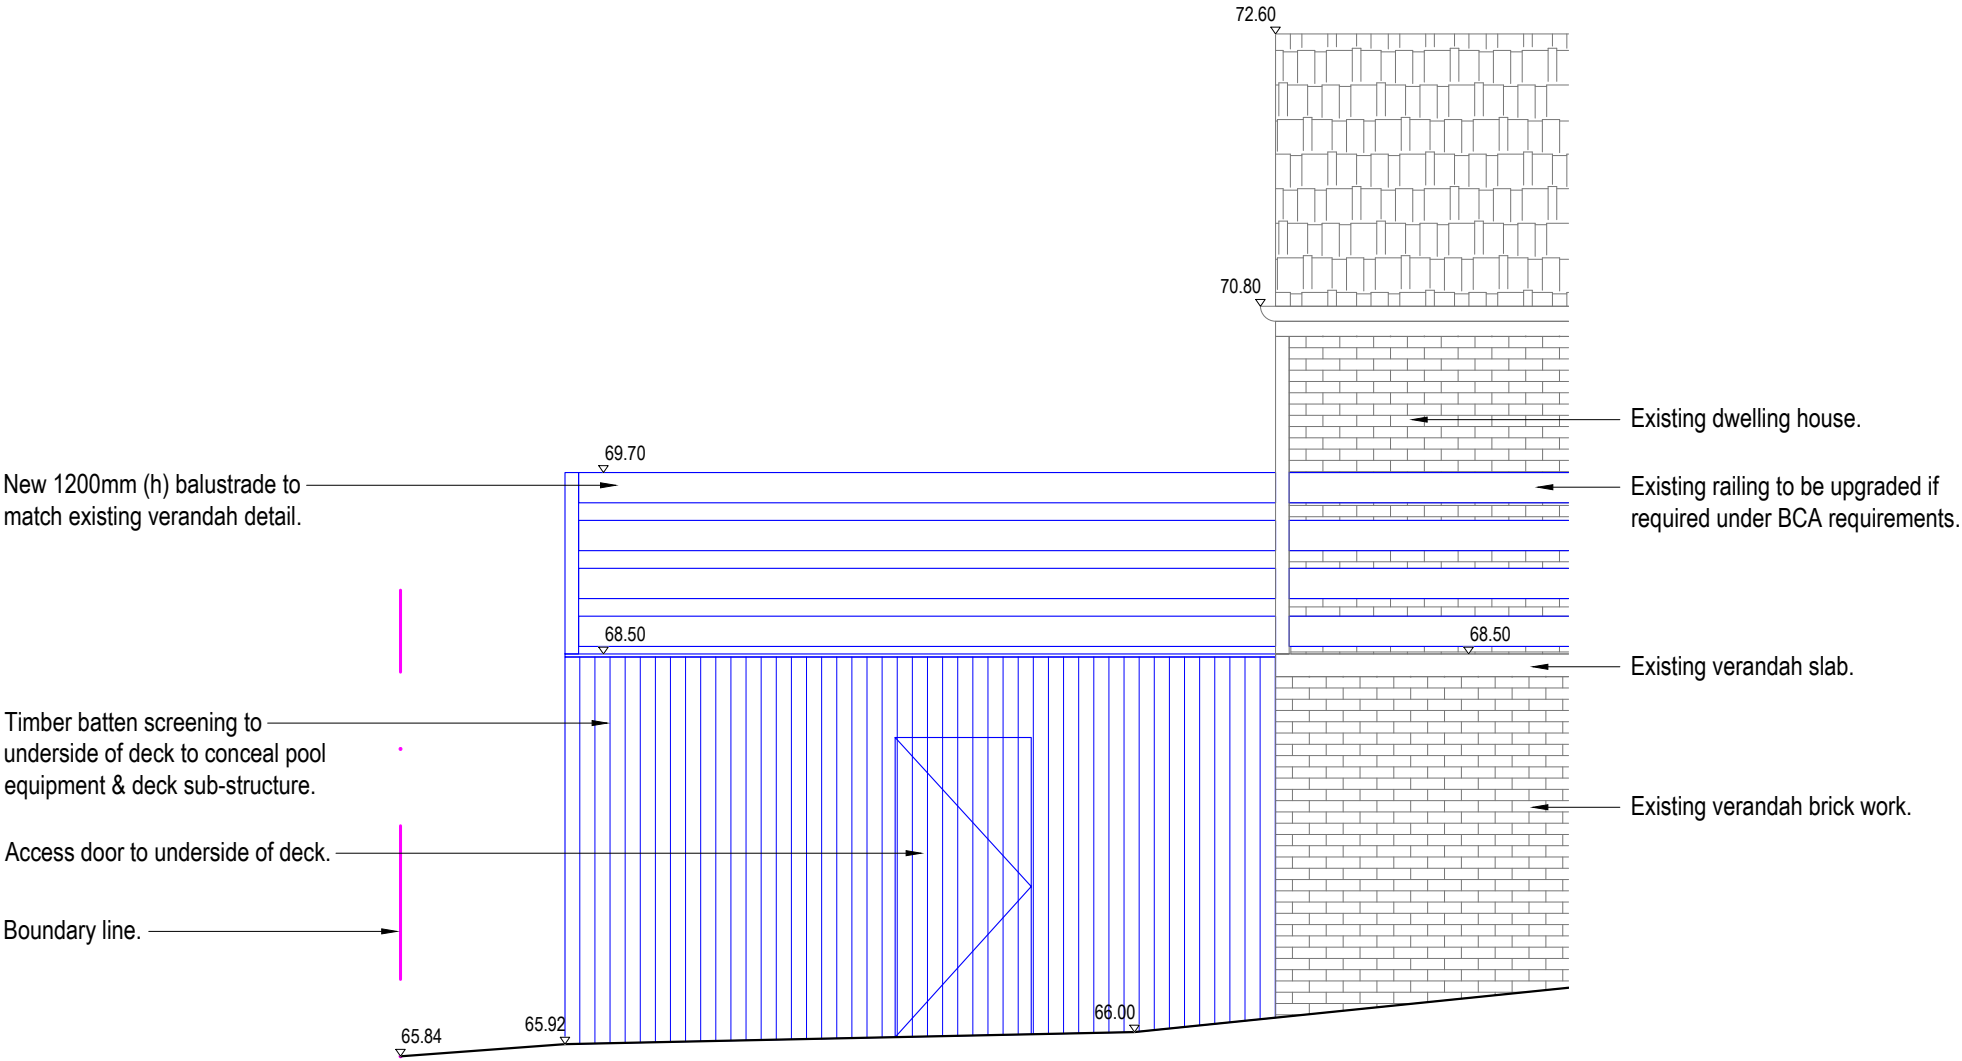 72.60
70.80
Existing dwelling house.
69.70
New 1200mm (h) balustrade to
match existing verandah detail.
Existing railing to be upgraded if
required under BCA requirements.
68.50
68.50
Existing verandah slab.
Timber batten screening to
underside of deck to conceal pool
equipment & deck sub-structure.
Existing verandah brick work.
Access door to underside of deck.
Boundary line.
66.00
65.92
65.84